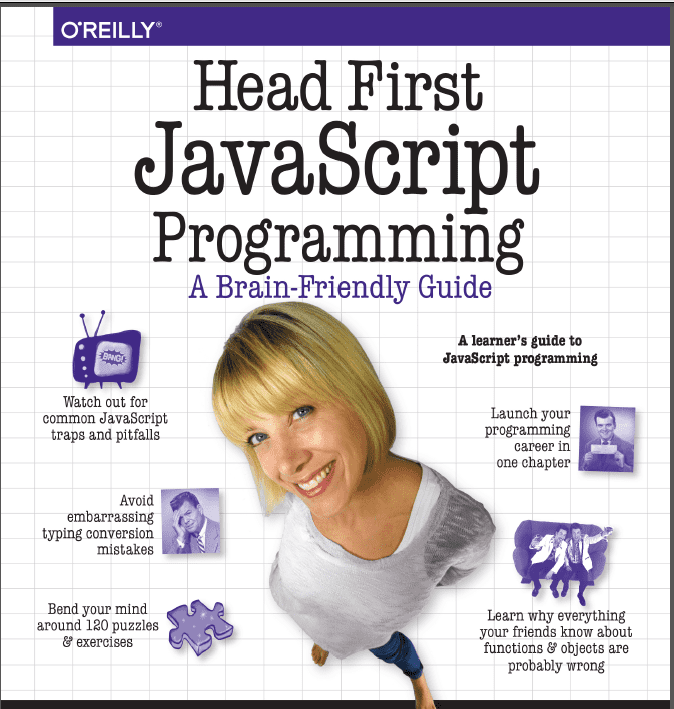 O'REILLY®
Head First
JavaScript
Programming
A Brain-Friendly Guide
A learner's guide to
JavaScript programming
BANG!
Watch out for
common JavaScript
traps and pitfalls
Launch your
programming
career in
one chapter
Avoid
embarrassing
typing conversion
mistakes
Bend your mind
around 120 puzzles
& exercises
Learn why everything
your friends know about
functions & objects are
probably wrong